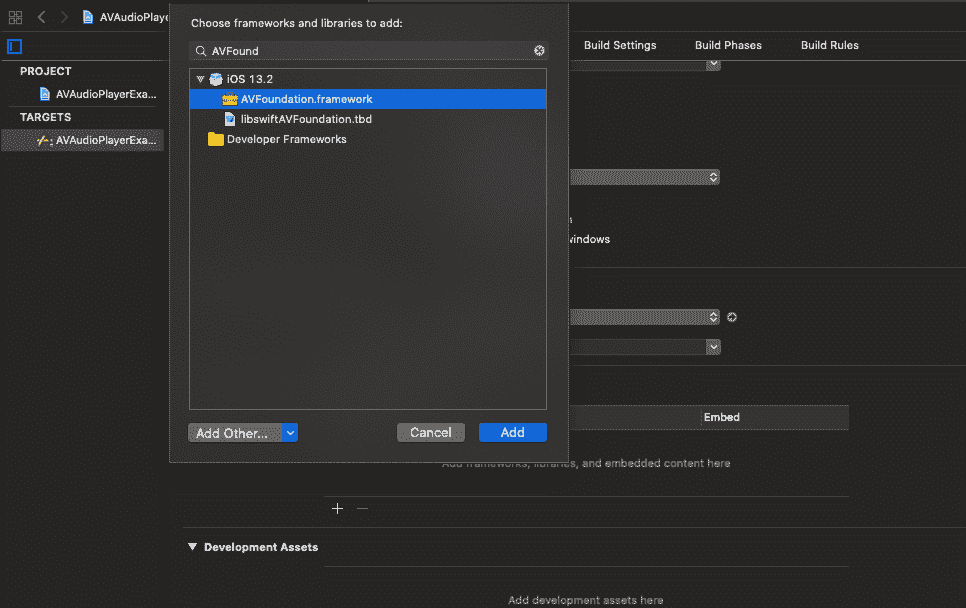 AVAudioPlaye
Choose frameworks and libraries to add:
AVFound
Build Settings
Build Phases
Build Rules
PROJECT
AVAudioPlayerExa...
TARGETS
AVAudioPlayerExa...
iOS 13.2
AVFoundation.framework
libswiftAVFoundation.tbd
Developer Frameworks
windows
Embed
Add Other...
Cancel
Add
Add frameworks, libraries, and embedded content here
Development Assets
Add development assets here